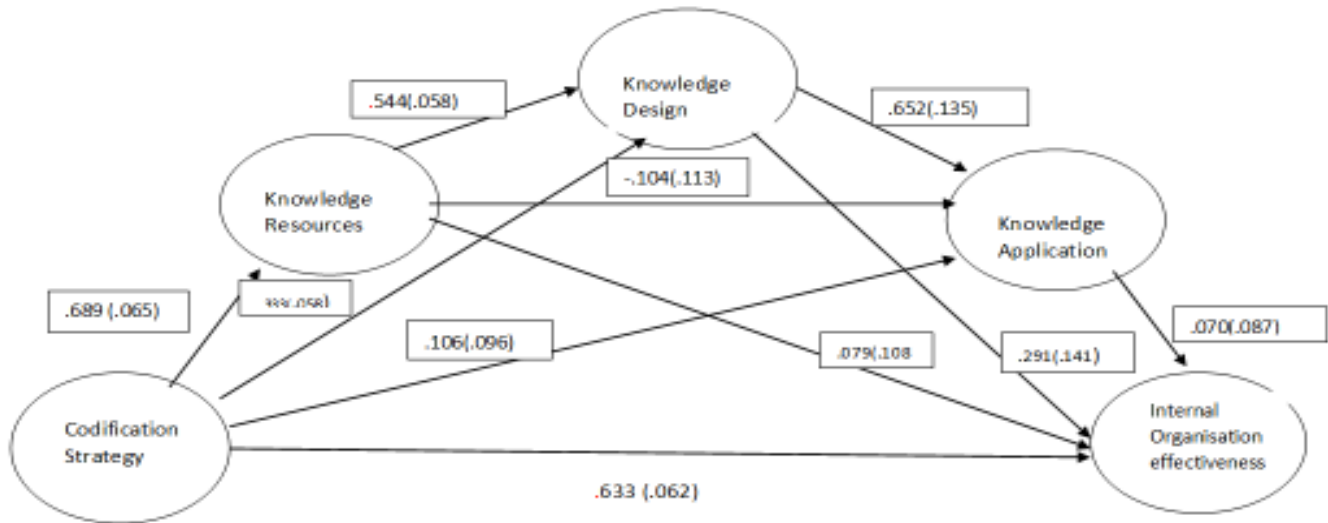 Knowledge
Design
.544(.058)
.652(.135)
-.104(.113)
Knowledge
Resources
Knowledge
Application
.689 (.065)
.106(.096)
.079(.108
.291(.141)
.070(.087)
Codification
Strategy
Internal
Organisation
effectiveness
.633 (.062)